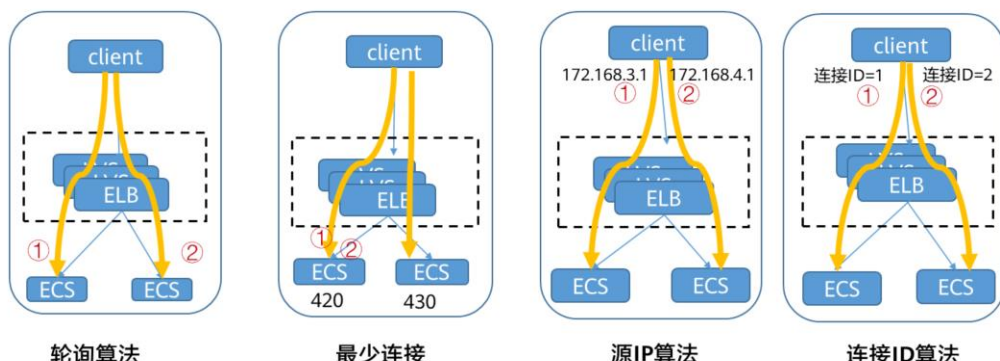 client
①
②
ELB
ECS
ECS
轮询算法
client
ELB
①
②
ECS
ECS
420
430
最少连接
client
172.168.3.1
172.168.4.1
①
②
ELB
ECS
ECS
源IP算法
client
连接ID=1
连接ID=2
①
②
ELB
ECS
ECS
连接ID算法